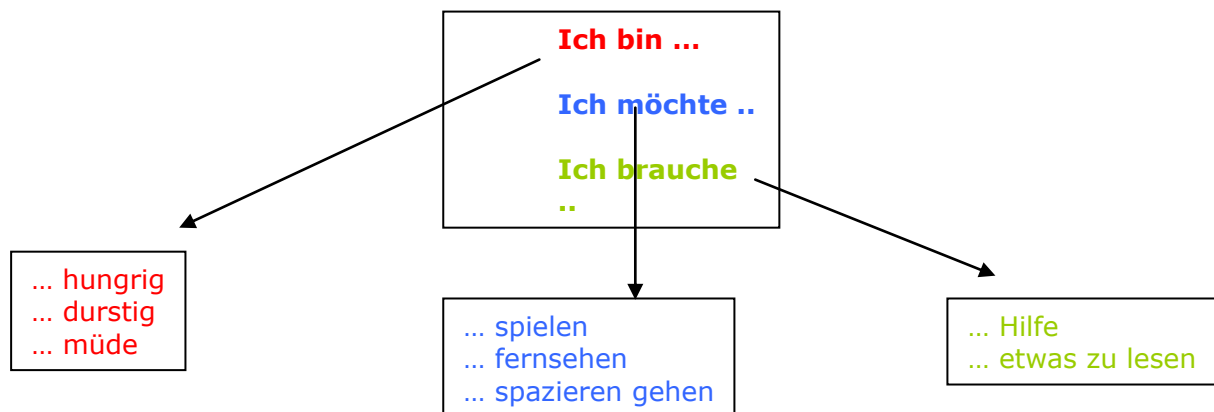 Ich bin …
Ich möchte ..
Ich brauche
..
… hungrig
… durstig
… müde
… spielen
… fernsehen
… spazieren gehen
… Hilfe
… etwas zu lesen